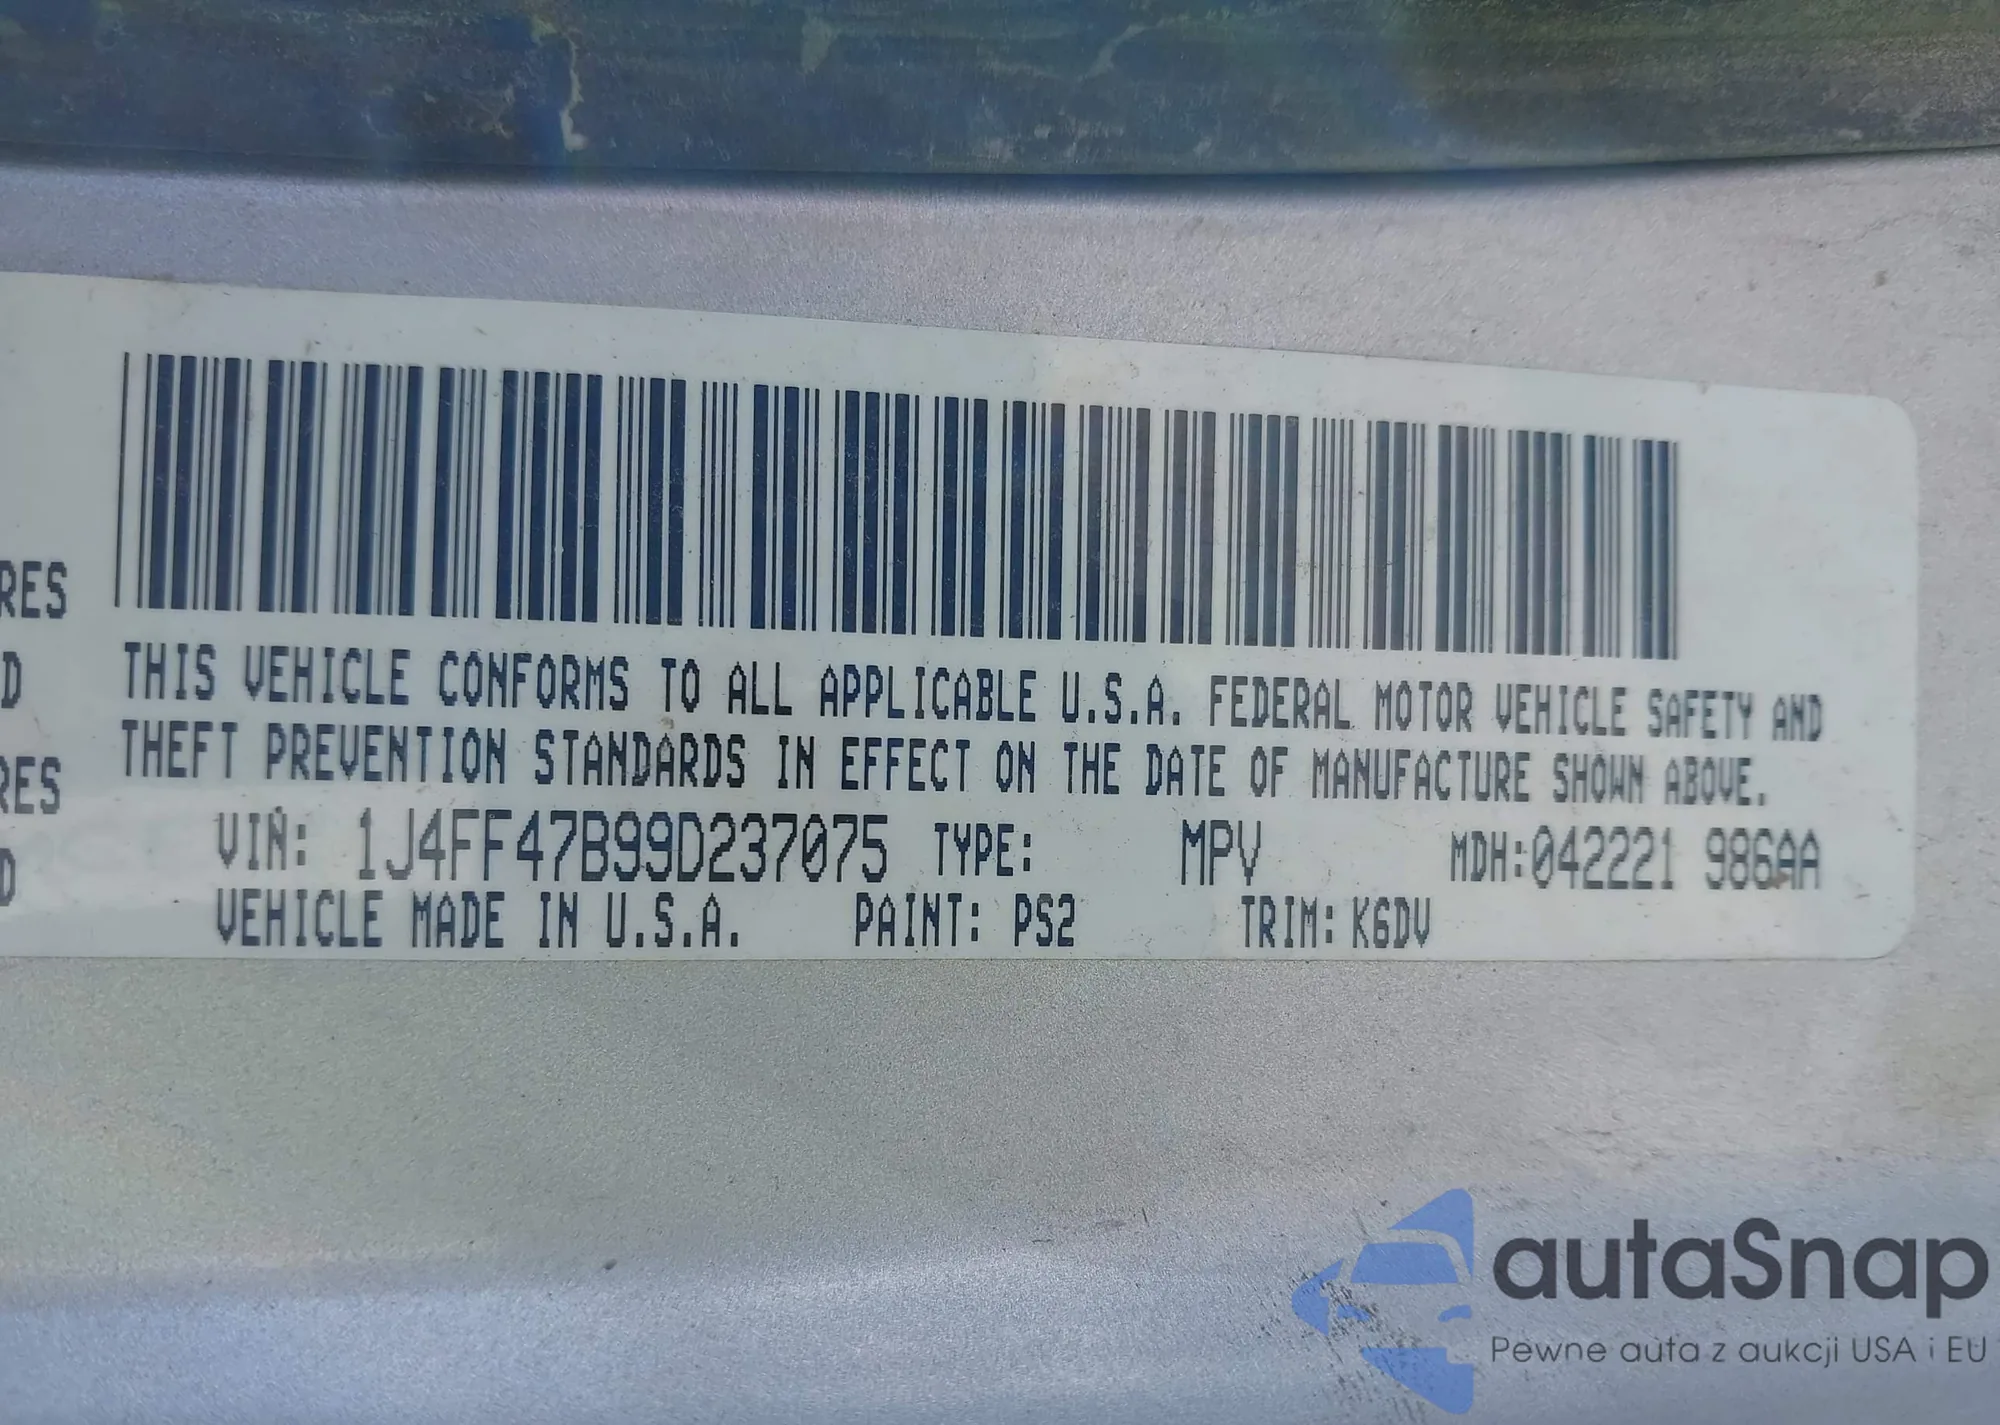 RES
D
RES
D
THIS VEHICLE CONFORMS TO ALL APPLICABLE U.S.A. FEDERAL MOTOR VEHICLE SAFETY AND
THEFT PREVENTION STANDARDS IN EFFECT ON THE DATE OF MANUFACTURE SHOWN ABOVE.
VIN: 1J4FF47B99D237075 TYPE: MPV MDH:042221 986AA
VEHICLE MADE IN U.S.A. PAINT: PS2 TRIM: K6DV
autaSnap
Pewne auta z aukcji USA i EU